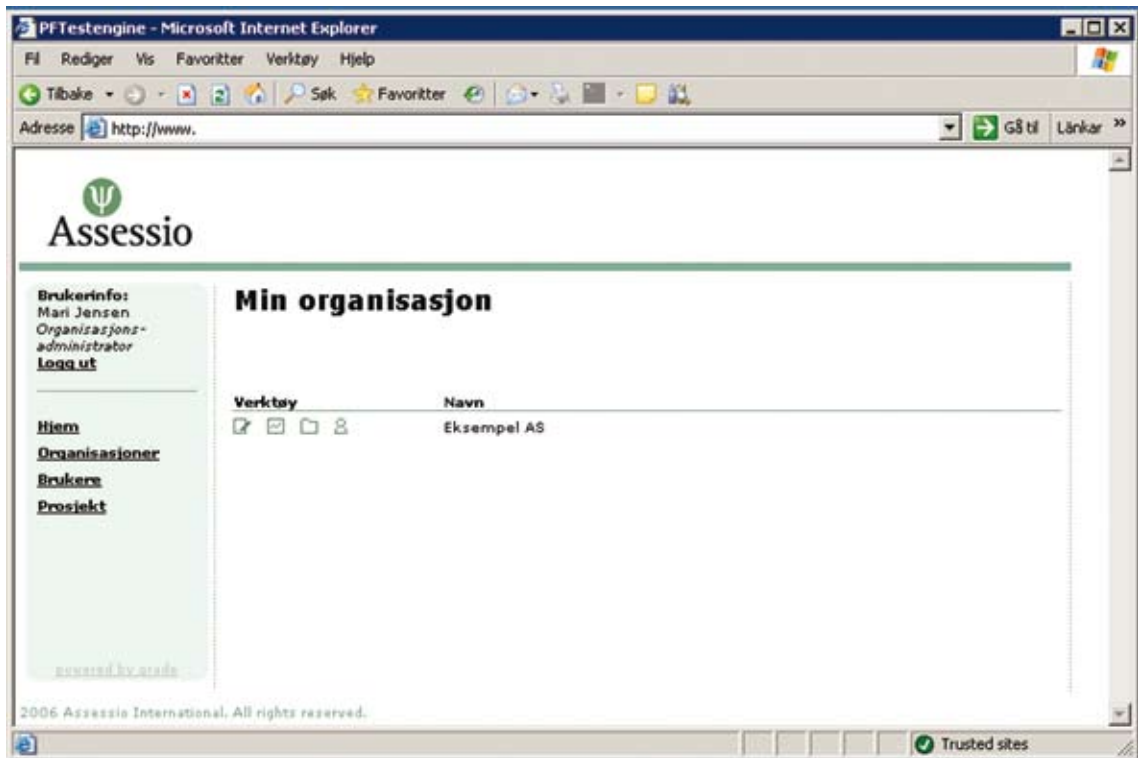 PFTestengine - Microsoft Internet Explorer
Fil Rediger Vis Favoritter Verktøy Hjelp
Tilbake Søk Favoritter
Adresse http://www. Gå til Länkar »
Assessio
Brukerinfo:
Mari Jensen
Organisasjons-
administrator
Logg ut
Hjem
Organisasjoner
Brukere
Prosjekt
powered by grade
Min organisasjon
Verktøy Navn
Eksempel AS
2006 Assessio International. All rights reserved.
Trusted sites